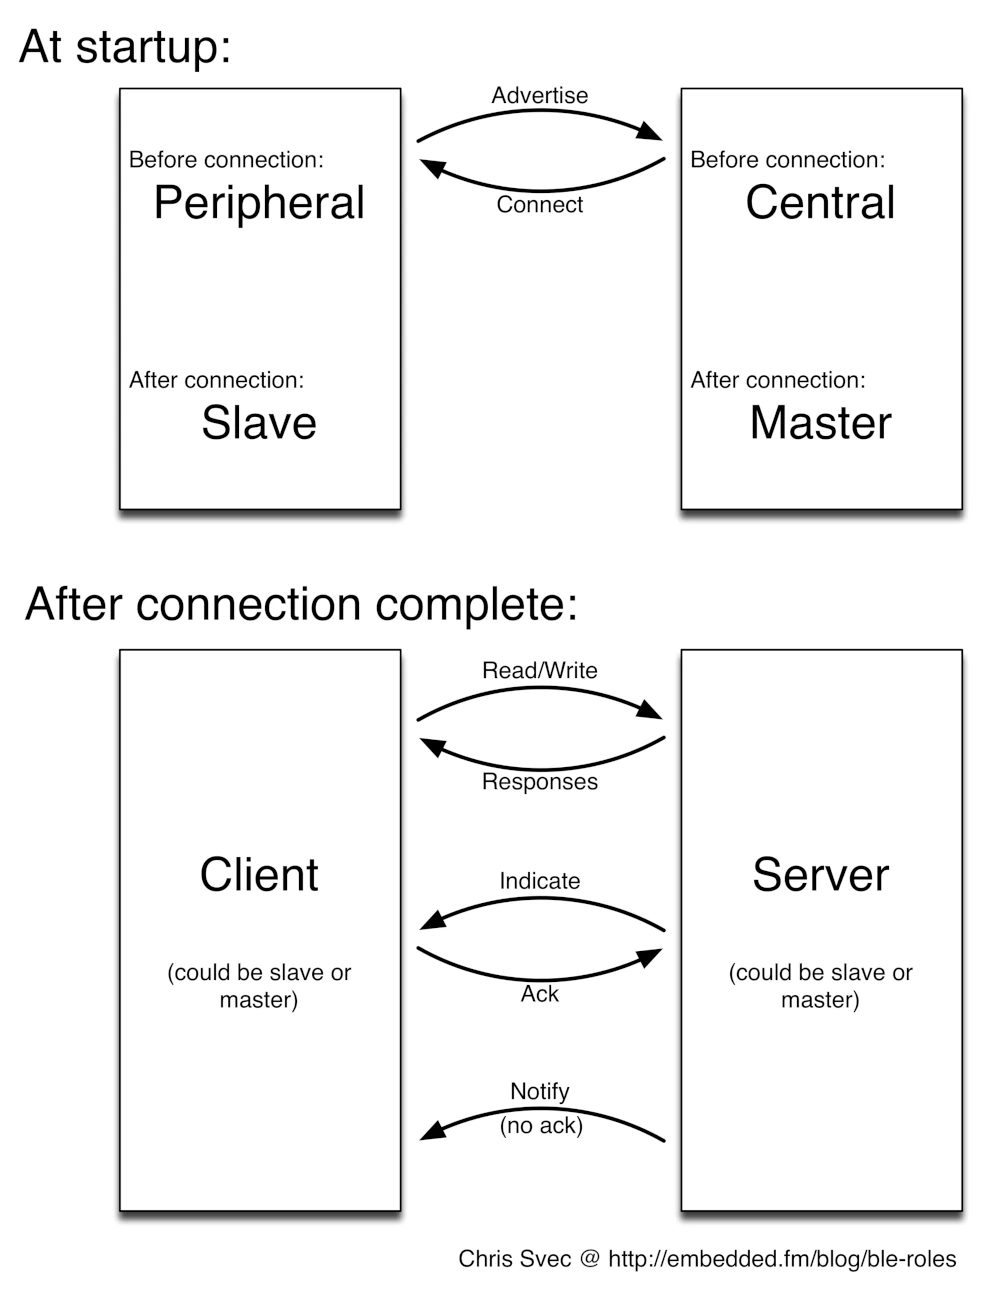 At startup:
Advertise
Before connection:
Peripheral
Before connection:
Central
Connect
After connection:
Slave
After connection:
Master
After connection complete:
Read/Write
Responses
Client
Indicate
Server
(could be slave or
master)
(could be slave or
master)
Ack
Notify
(no ack)
Chris Svec @ http://embedded.fm/blog/ble-roles